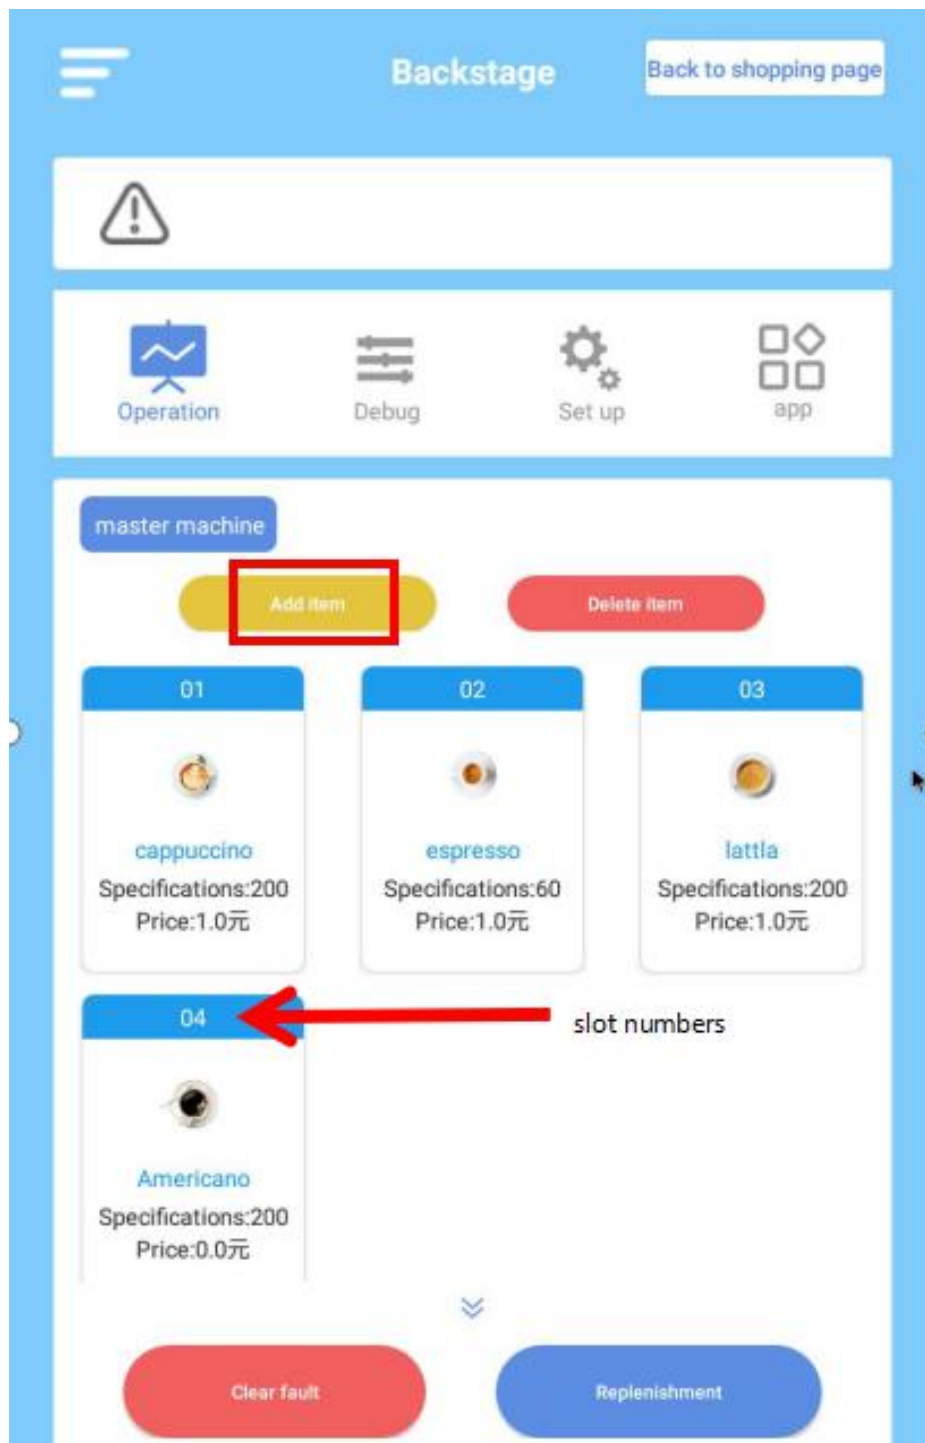 Backstage
Back to shopping page
Operation
Debug
Set up
app
master machine
Add item
Delete item
01
02
03
cappuccino
espresso
lattla
Specifications:200
Specifications:60
Specifications:200
Price:1.0元
Price:1.0元
Price:1.0元
04
slot numbers
Americano
Specifications:200
Price:0.0元
Clear fault
Replenishment